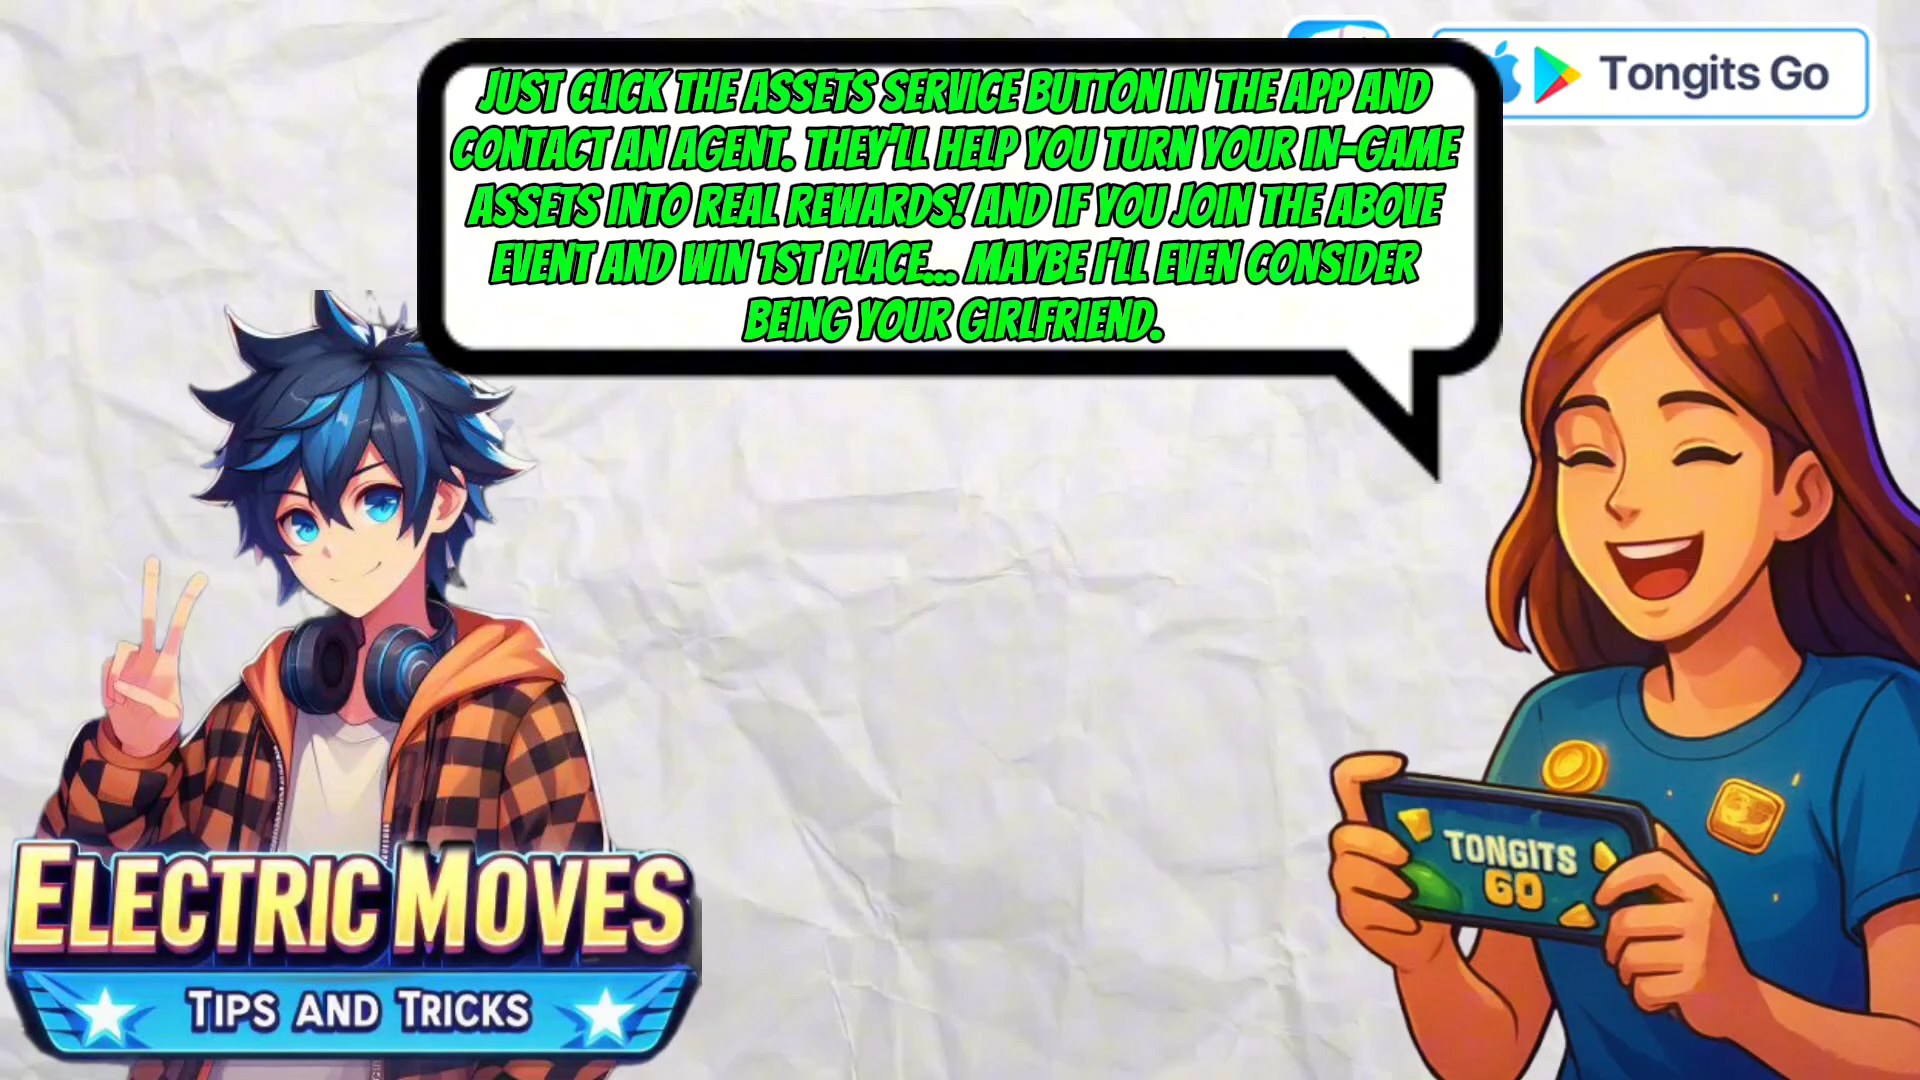 Tongits Go
JUST CLICK THE ASSETS SERVICE BUTTON IN THE APP AND
CONTACT AN AGENT. THEY'LL HELP YOU TURN YOUR IN-GAME
ASSETS INTO REAL REWARDS! AND IF YOU JOIN THE ABOVE
EVENT AND WIN 1ST PLACE... MAYBE I'LL EVEN CONSIDER
BEING YOUR GIRLFRIEND.
TONGITS
GO
ELECTRIC MOVES
TIPS AND TRICKS